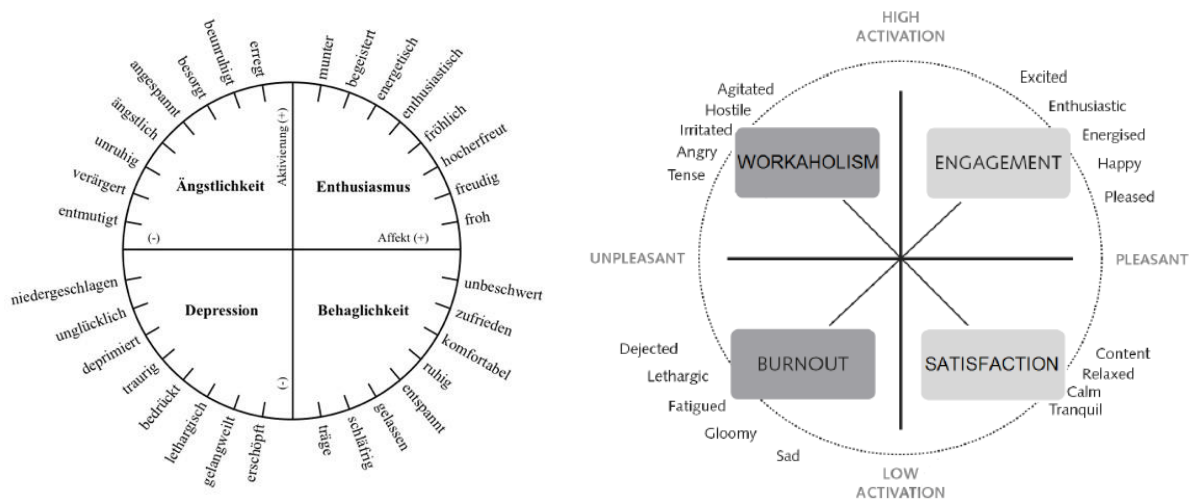 erregt
beunruhigt
besorgt
angespannt
ängstlich
unruhig
verärgert
entmutigt
munter
begeistert
energetisch
enthusiastisch
fröhlich
hocherfreut
freudig
froh
Aktivierung (+)
Ängstlichkeit
Enthusiasmus
(-)
Affekt (+)
Depression
Behaglichkeit
(-)
niedergeschlagen
unglücklich
deprimiert
traurig
bedrückt
lethargisch
gelangweilt
erschöpft
unbeschwert
zufrieden
komfortabel
ruhig
entspannt
gelassen
schläfrig
träge
HIGH
ACTIVATION
Agitated
Hostile
Irritated
Angry
Tense
Excited
Enthusiastic
Energised
Happy
Pleased
WORKAHOLISM
ENGAGEMENT
UNPLEASANT
PLEASANT
BURNOUT
SATISFACTION
Dejected
Lethargic
Fatigued
Gloomy
Sad
Content
Relaxed
Calm
Tranquil
LOW
ACTIVATION